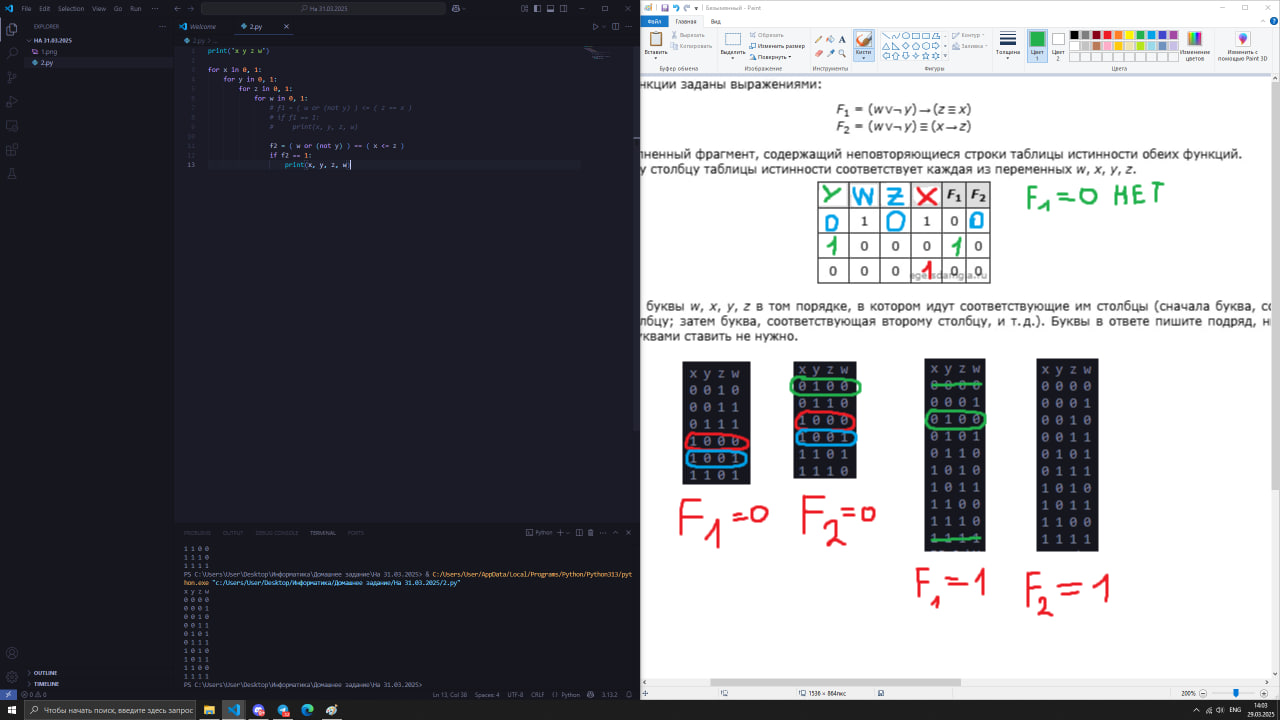 File Edit Selection View Go Run ···
На 31.03.2025
EXPLORER ···
НА 31.03.2025
1.png
2.py
OUTLINE
TIMELINE
Welcome
2.py ×
2.py
print("x y z w")
for x in 0, 1:
for y in 0, 1:
for z in 0, 1:
for w in 0, 1:
# f1 = ( w or (not y) ) <= ( z == x )
# if f1 == 1:
# print(x, y, z, w)
f2 = ( w or (not y) ) == ( x <= z )
if f2 == 1:
13 print(x, y, z, w)
PROBLEMS OUTPUT DEBUG CONSOLE TERMINAL PORTS
Python
1 1 0 0
1 1 1 0
1 1 1 1
PS C:\Users\User\Desktop\Информатика\Домашнее задание\На 31.03.2025> & C:/Users/User/AppData/Local/Programs/Python/Python313/pyt
hon.exe "c:/Users/User/Desktop/Информатика/Домашнее задание/На 31.03.2025/2.py"
x y z w
0 0 0 0
0 0 0 1
0 0 1 0
0 0 1 1
0 1 0 1
0 1 1 1
1 0 1 0
1 0 1 1
1 1 0 0
1 1 1 1
PS C:\Users\User\Desktop\Информатика\Домашнее задание\На 31.03.2025>
0 0
Ln 13, Col 38 Spaces: 4 UTF-8 CRLF Python 3.13.2
Безымянный - Paint
Файл Главная Вид
Вставить
Вырезать
Копировать
Буфер обмена
Выделить
Обрезать
Изменить размер
Повернуть
Изображение
Инструменты
Кисти
Контур
Заливка
Фигуры
Толщина
Цвет 1
Цвет 2
Цвета
Изменение цветов
Изменить с помощью Paint 3D
нкции заданы выражениями:
F₁ = (w∨¬ y)→(z≡x)
F₂ = (w∨¬ y)≡(x→z)
лненный фрагмент, содержащий неповторяющиеся строки таблицы истинности обеих функций.
у столбцу таблицы истинности соответствует каждая из переменных w, x, y, z.
Y W Z X F₁ F₂
0 1 0 1 0 0
1 0 0 0 1 0
0 0 0 1 0 0
F₁=0 НЕТ
буквы w, x, y, z в том порядке, в котором идут соответствующие им столбцы (сначала буква, со
лбцу; затем буква, соответствующая второму столбцу, и т.д.). Буквы в ответе пишите подряд, ни
уквами ставить не нужно.
x y z w
0 0 1 0
0 0 1 1
0 1 1 1
1 0 0 0
1 0 0 1
1 1 0 1
F₁=0
x y z w
0 1 0 0
0 1 1 0
1 0 0 0
1 0 0 1
1 1 0 1
1 1 1 0
F₂=0
x y z w
0 0 0 0
0 0 0 1
0 1 0 0
0 1 0 1
0 1 1 0
1 0 1 0
1 0 1 1
1 1 0 0
1 1 1 0
1 1 1 1
F₁=1
x y z w
0 0 0 0
0 0 0 1
0 0 1 0
0 0 1 1
0 1 0 1
0 1 1 1
1 0 1 0
1 0 1 1
1 1 0 0
1 1 1 1
F₂=1
1536 × 864пкс
200%
Чтобы начать поиск, введите здесь запрос
ENG
14:03
29.03.2025